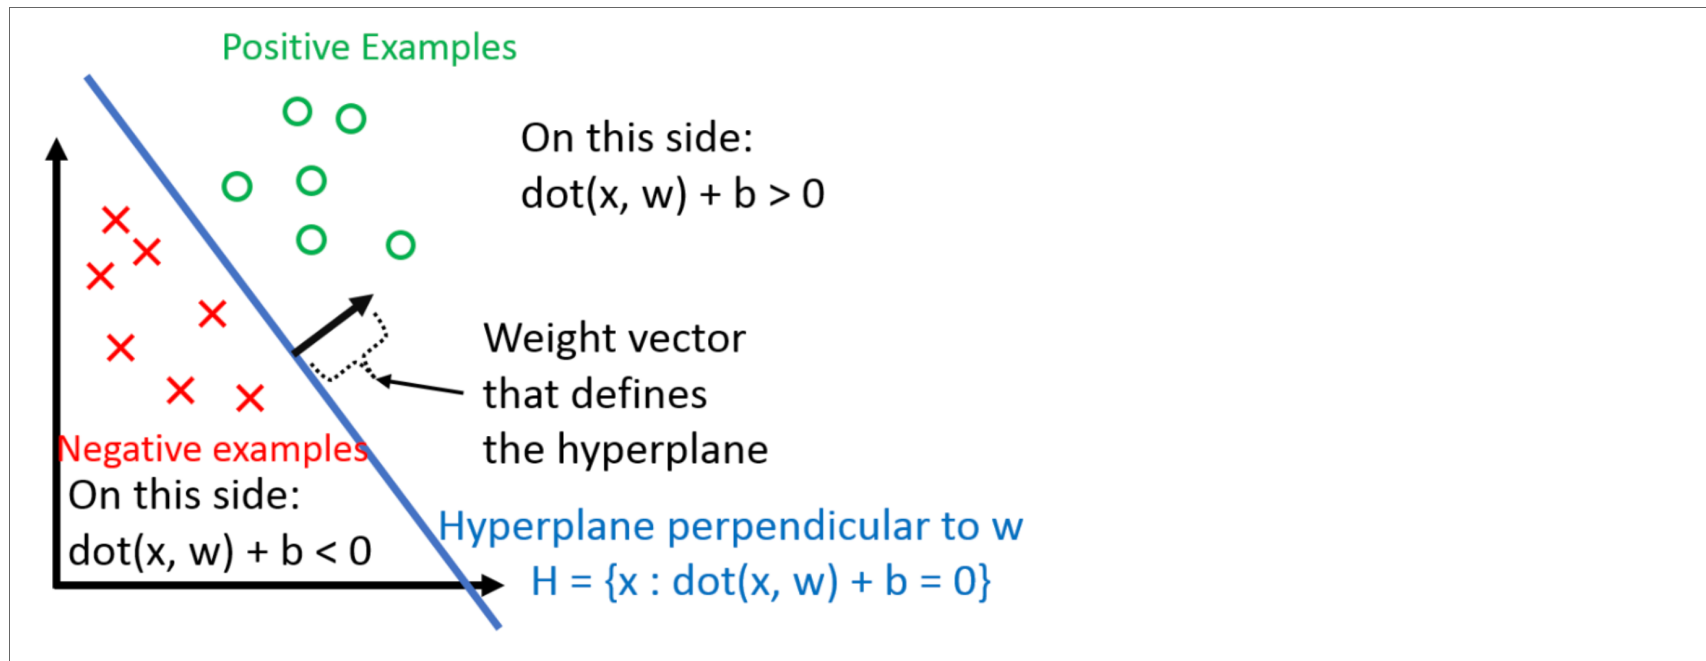 Positive Examples
On this side:
dot(x, w) + b > 0
Weight vector
that defines
the hyperplane
Negative examples
On this side:
dot(x, w) + b < 0
Hyperplane perpendicular to w
H = {x : dot(x, w) + b = 0}